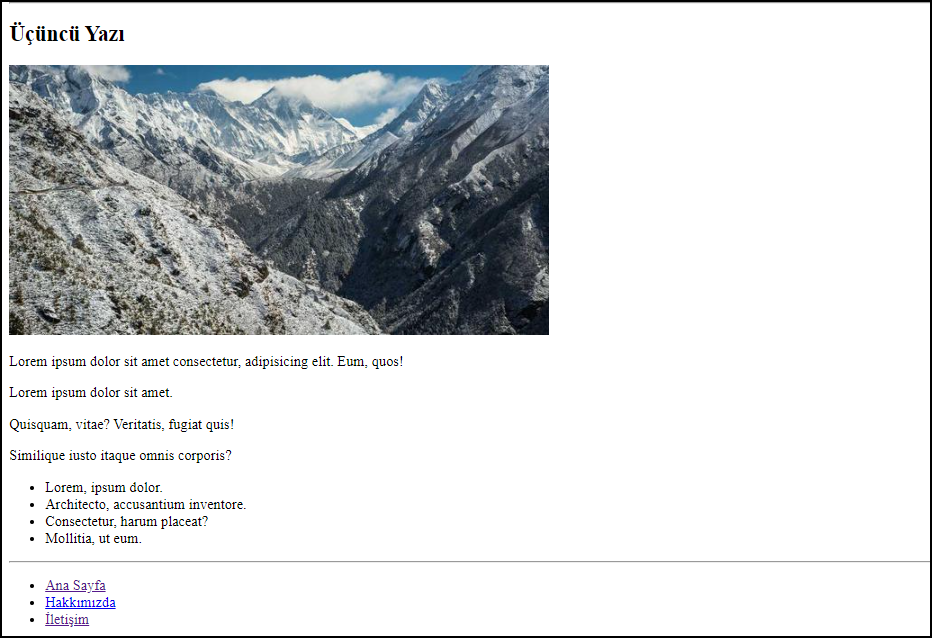 Üçüncü Yazı
Lorem ipsum dolor sit amet consectetur, adipisicing elit. Eum, quos!
Lorem ipsum dolor sit amet.
Quisquam, vitae? Veritatis, fugiat quis!
Similique iusto itaque omnis corporis?
Lorem, ipsum dolor.
Architecto, accusantium inventore.
Consectetur, harum placeat?
Mollitia, ut eum.
Ana Sayfa
Hakkımızda
İletişim